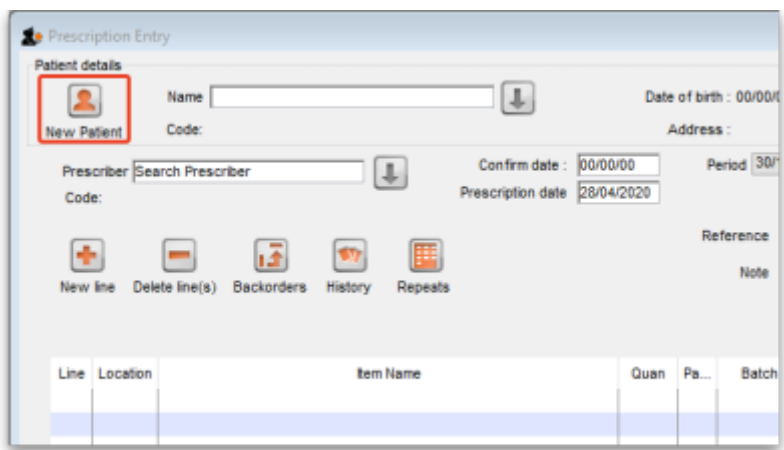 Prescription Entry
Patient details
New Patient
Name
Code:
Date of birth : 00/00/0
Address :
Prescriber Search Prescriber
Code:
Confirm date : 00/00/00
Prescription date 28/04/2020
Period 30/
Reference
Note
New line Delete line(s) Backorders History Repeats
Line Location Item Name Quan Pa... Batch